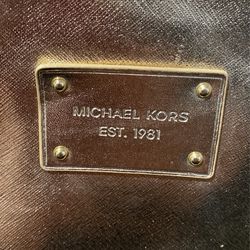 MICHAEL KORS
EST. 1981